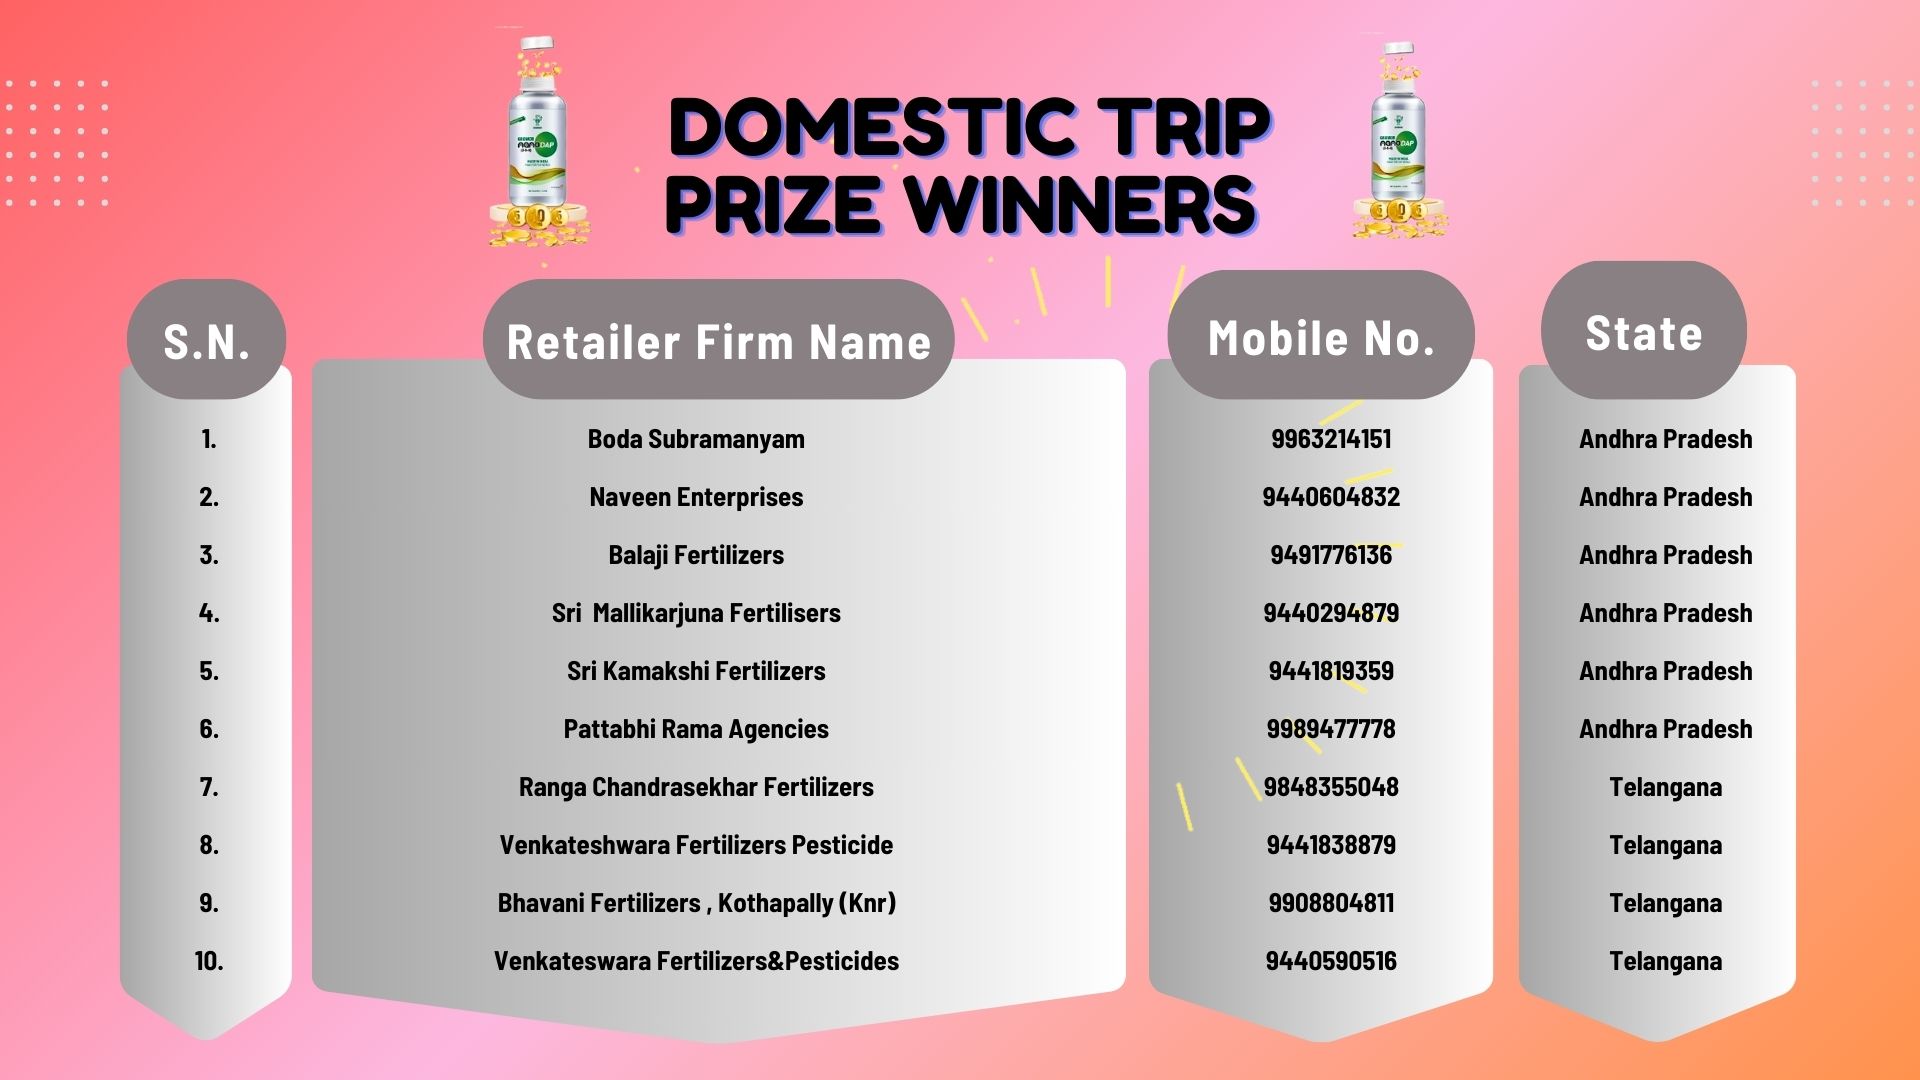 DOMESTIC TRIP
PRIZE WINNERS
S.N. Retailer Firm Name Mobile No. State
1. Boda Subramanyam 9963214151 Andhra Pradesh
2. Naveen Enterprises 9440604832 Andhra Pradesh
3. Balaji Fertilizers 9491776136 Andhra Pradesh
4. Sri  Mallikarjuna Fertilisers 9440294879 Andhra Pradesh
5. Sri Kamakshi Fertilizers 9441819359 Andhra Pradesh
6. Pattabhi Rama Agencies 9989477778 Andhra Pradesh
7. Ranga Chandrasekhar Fertilizers 9848355048 Telangana
8. Venkateshwara Fertilizers Pesticide 9441838879 Telangana
9. Bhavani Fertilizers , Kothapally (Knr) 9908804811 Telangana
10. Venkateswara Fertilizers&Pesticides 9440590516 Telangana
nanoDAP
nanoDAP